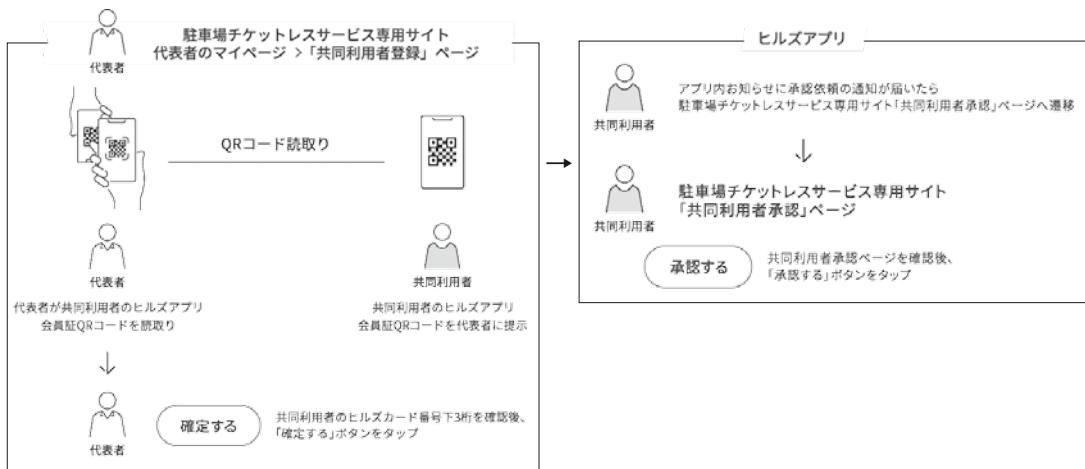 駐車場チケットレスサービス専用サイト
代表者のマイページ > 「共同利用者登録」ページ
代表者
QRコード読取り
代表者
共同利用者
代表者が共同利用者のヒルズアプリ
会員証QRコードを読取り
共同利用者のヒルズアプリ
会員証QRコードを代表者に提示
代表者
確定する
共同利用者のヒルズカード番号下3桁を確認後、
「確定する」ボタンをタップ
ヒルズアプリ
共同利用者
アプリ内お知らせに承認依頼の通知が届いたら
駐車場チケットレスサービス専用サイト「共同利用者承認」ページへ遷移
共同利用者
駐車場チケットレスサービス専用サイト
「共同利用者承認」ページ
承認する
共同利用者承認ページを確認後、
「承認する」ボタンをタップ